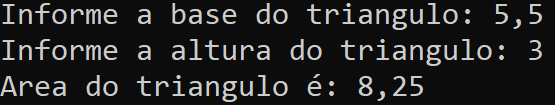 Informe a base do triangulo: 5,5
Informe a altura do triangulo: 3
Area do triangulo é: 8,25